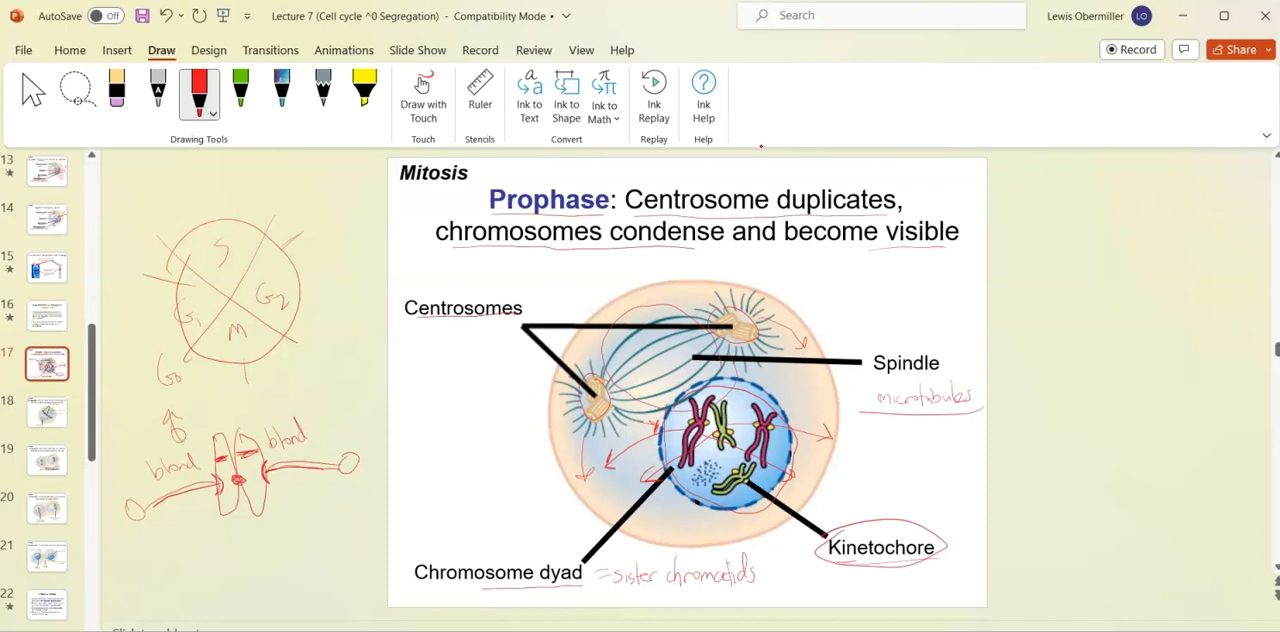 AutoSave Off Lecture 7 (Cell cycle ^0 Segregation) - Compatibility Mode • Search Lewis Obermiller LO
File Home Insert Draw Design Transitions Animations Slide Show Record Review View Help Record Share
Draw with Touch
Ruler
Ink to Text
Ink to Shape
Ink to Math
Ink Replay
Ink Help
Drawing Tools Touch Stencils Convert Replay Help
13
14
15
16
17
18
19
20
21
22
S
G2
G1
M
G0
blond
blond
Mitosis
Prophase: Centrosome duplicates,
chromosomes condense and become visible
Centrosomes
Spindle
microtubules
Kinetochore
Chromosome dyad = sister chromatids